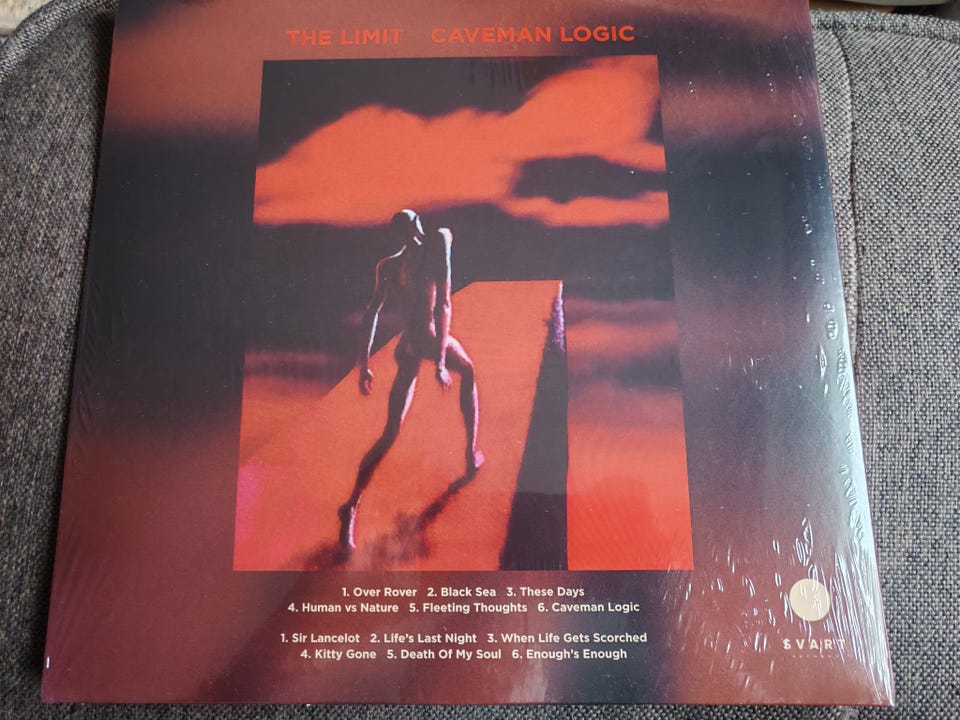 THE LIMIT CAVEMAN LOGIC
1. Over Rover 2. Black Sea 3. These Days
4. Human vs Nature 5. Fleeting Thoughts 6. Caveman Logic
1. Sir Lancelot 2. Life's Last Night 3. When Life Gets Scorched
4. Kitty Gone 5. Death Of My Soul 6. Enough's Enough
SVART